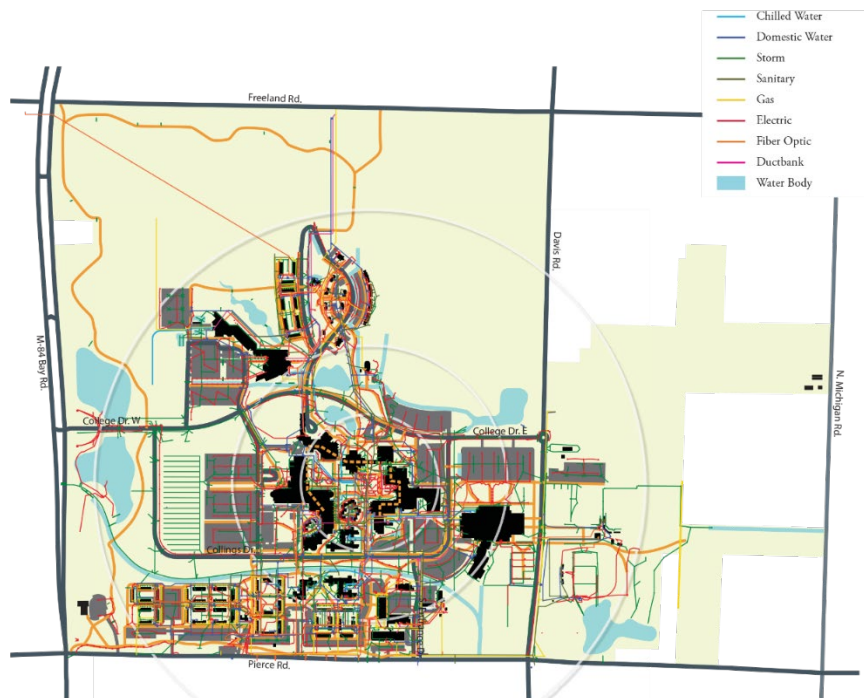 Chilled Water
Domestic Water
Storm
Sanitary
Gas
Electric
Fiber Optic
Ductbank
Water Body
Freeland Rd.
Davis Rd.
M-84 Bay Rd.
N. Michigan Rd.
College Dr. W
College Dr. E
Collings Dr.
Pierce Rd.